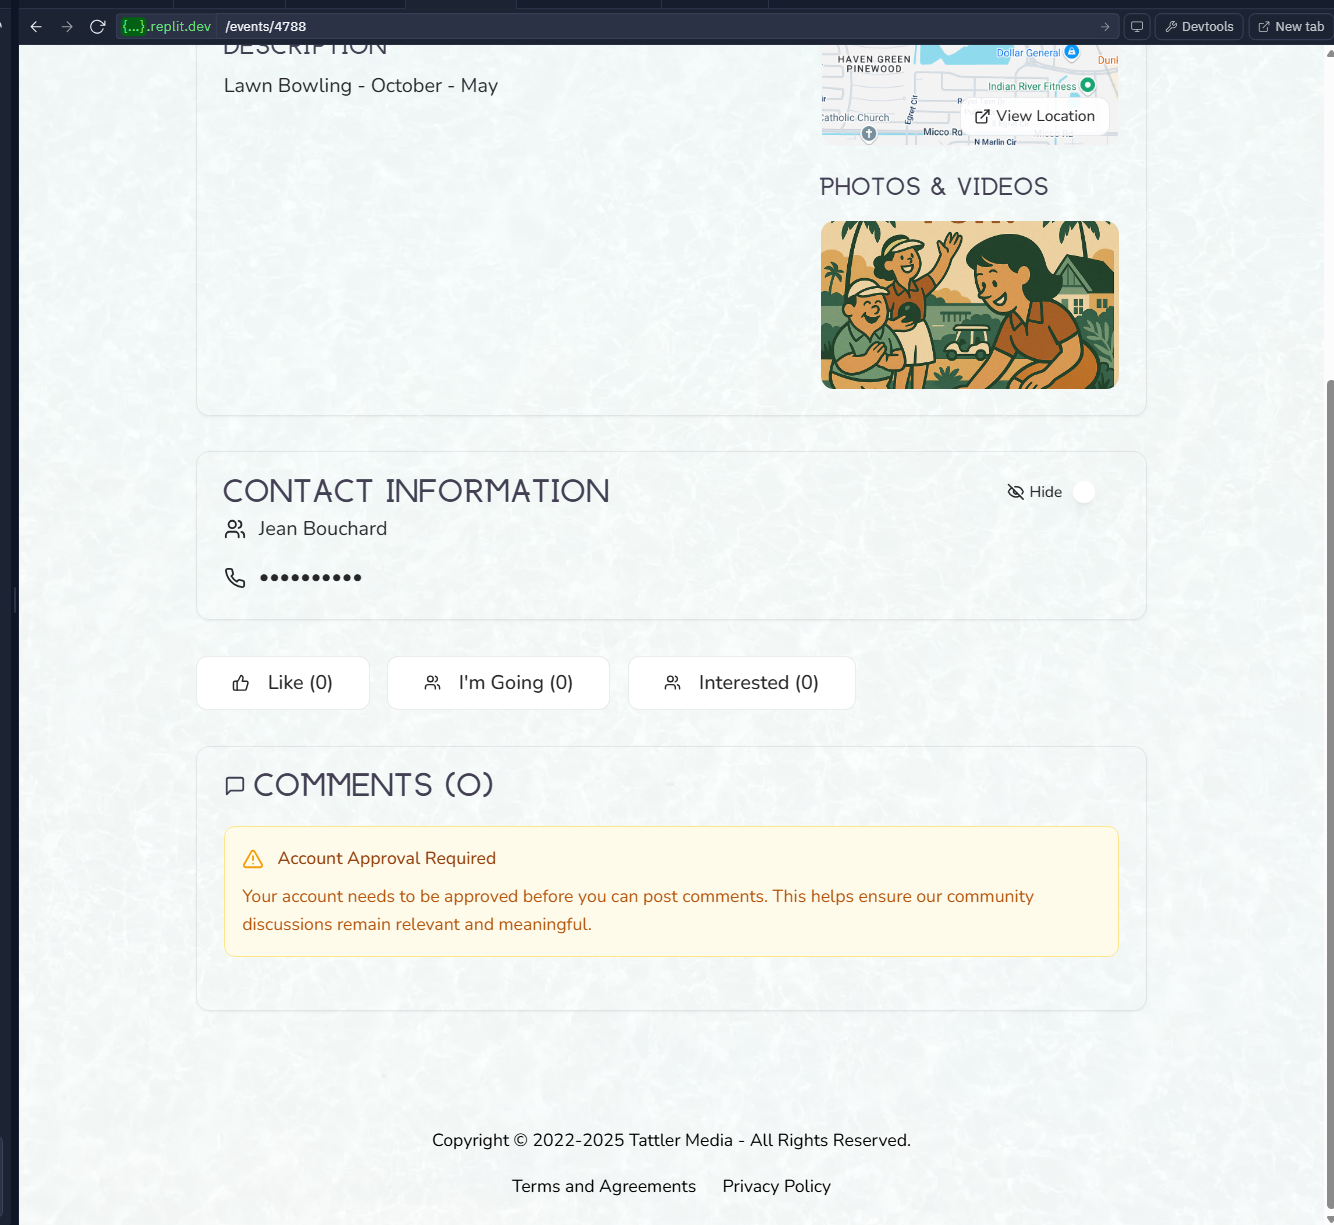 {...}.replit.dev /events/4788
Devtools
New tab
DESCRIPTION
Lawn Bowling - October - May
HAVEN GREEN
PINEWOOD
Dollar General
Indian River Fitness
Egret Cir
Catholic Church
Micco Rd
N Marlin Cir
View Location
PHOTOS & VIDEOS
CONTACT INFORMATION
Hide
Jean Bouchard
••••••••••
Like (0)
I'm Going (0)
Interested (0)
COMMENTS (0)
Account Approval Required
Your account needs to be approved before you can post comments. This helps ensure our community
discussions remain relevant and meaningful.
Copyright © 2022-2025 Tattler Media - All Rights Reserved.
Terms and Agreements
Privacy Policy